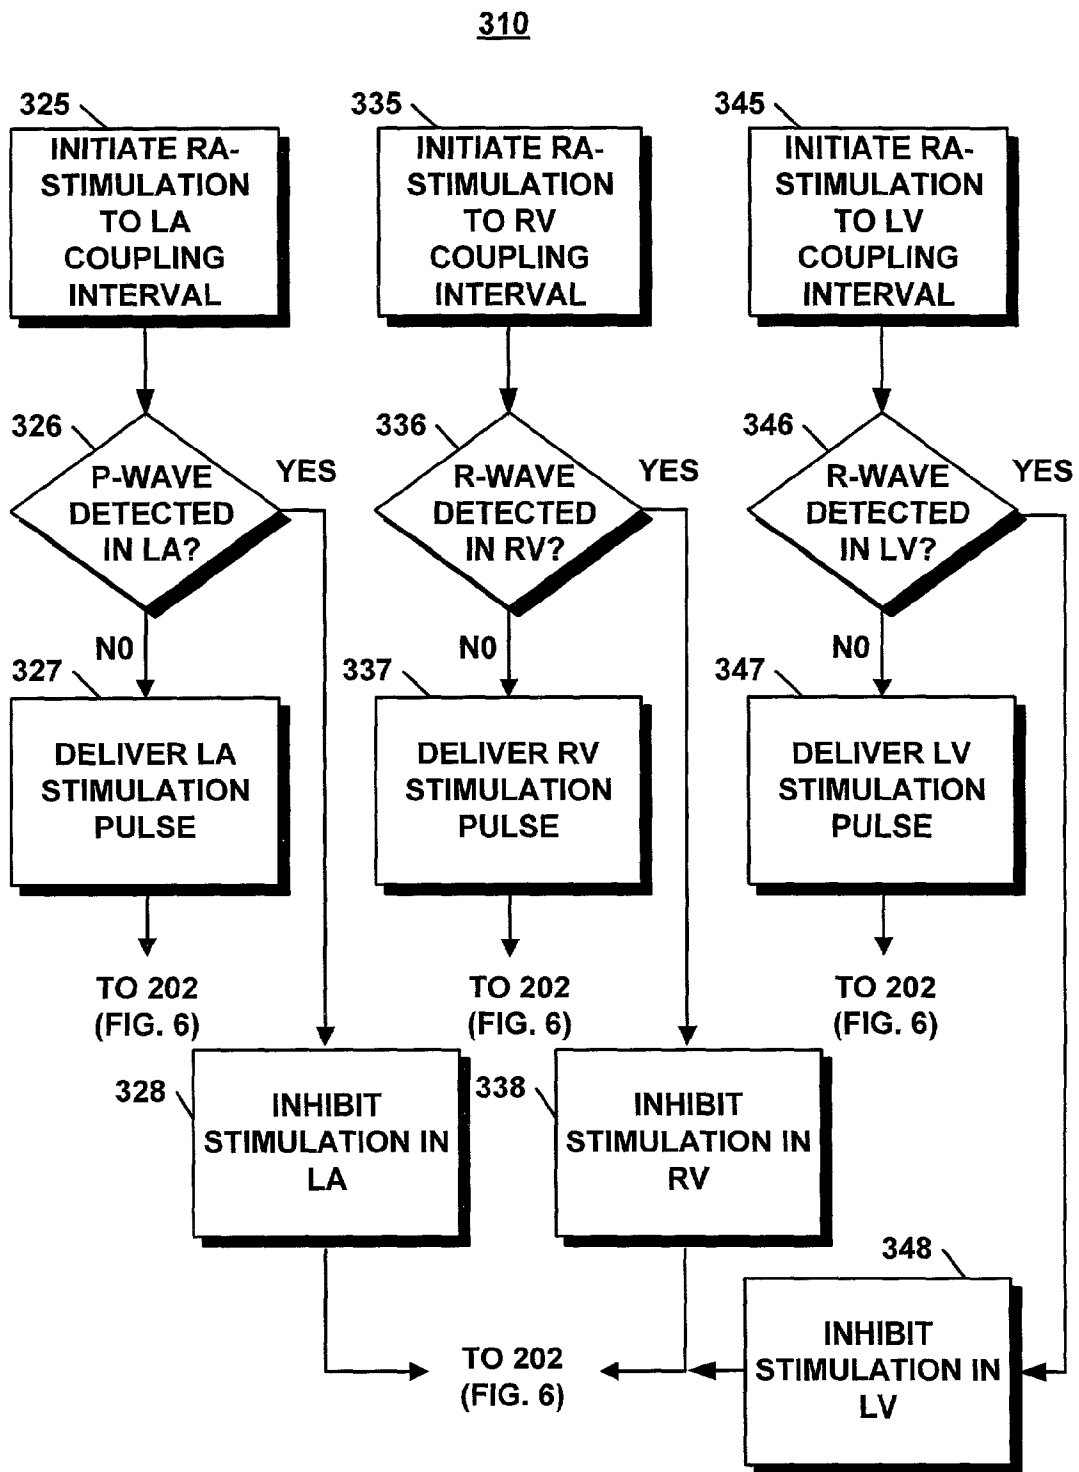 310
325
INITIATE RA-
STIMULATION
TO LA
COUPLING
INTERVAL
335
INITIATE RA-
STIMULATION
TO RV
COUPLING
INTERVAL
345
INITIATE RA-
STIMULATION
TO LV
COUPLING
INTERVAL
326
P-WAVE
DETECTED
IN LA?
YES
NO
336
R-WAVE
DETECTED
IN RV?
YES
NO
346
R-WAVE
DETECTED
IN LV?
YES
NO
327
DELIVER LA
STIMULATION
PULSE
337
DELIVER RV
STIMULATION
PULSE
347
DELIVER LV
STIMULATION
PULSE
TO 202
(FIG. 6)
TO 202
(FIG. 6)
TO 202
(FIG. 6)
328
INHIBIT
STIMULATION IN
LA
338
INHIBIT
STIMULATION IN
RV
348
INHIBIT
STIMULATION IN
LV
TO 202
(FIG. 6)